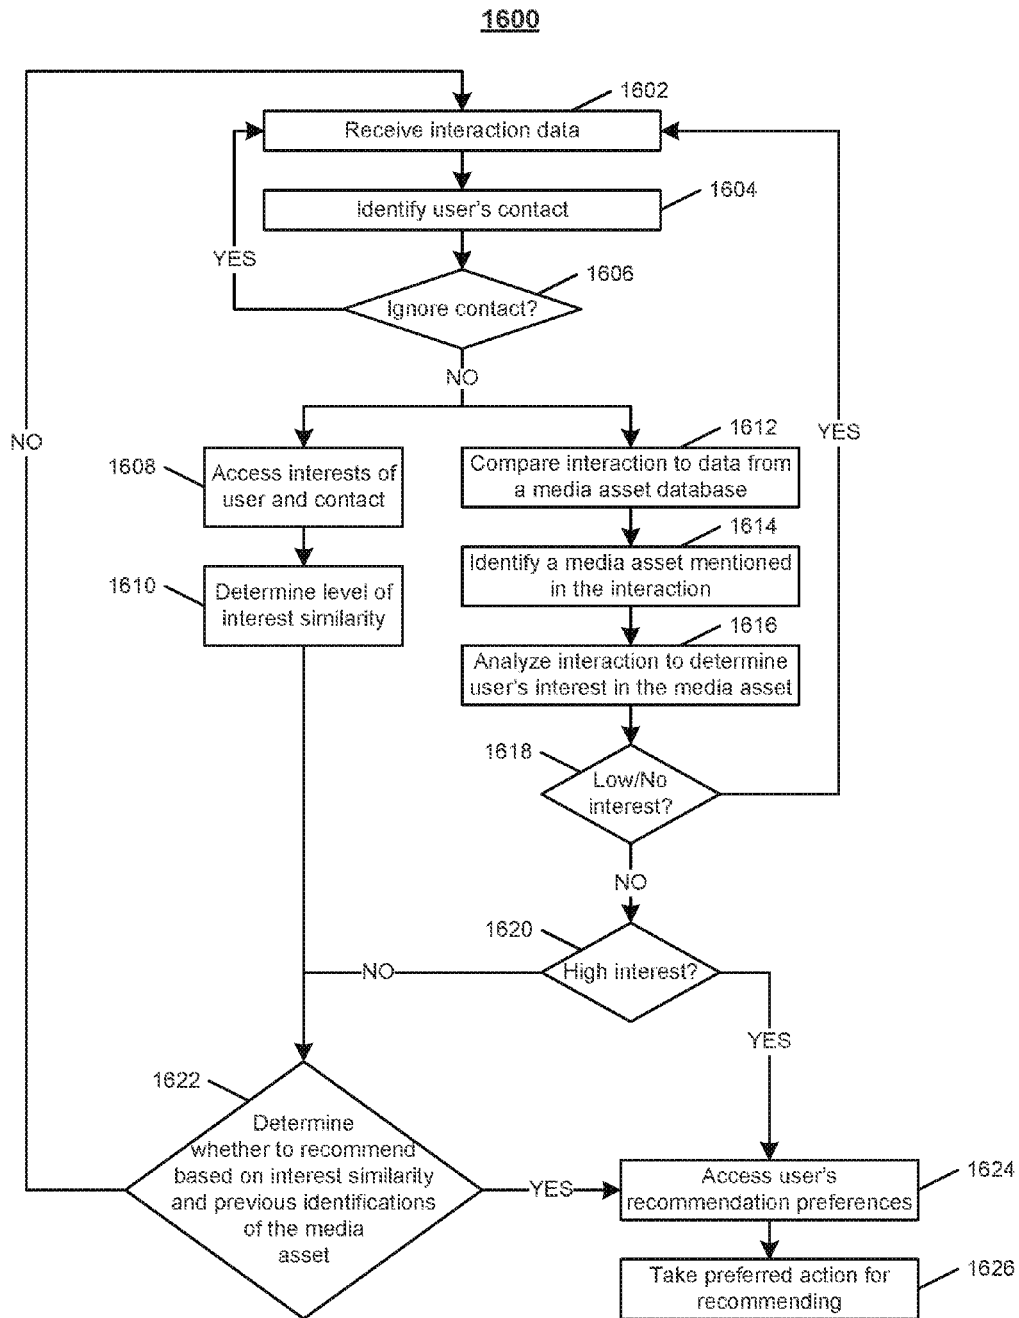 1600
1602
Receive interaction data
1604
Identify user's contact
YES
1606
Ignore contact?
NO
NO
YES
1608
Access interests of
user and contact
1612
Compare interaction to data from
a media asset database
1610
Determine level of
interest similarity
1614
Identify a media asset mentioned
in the interaction
1616
Analyze interaction to determine
user's interest in the media asset
1618
Low/No
interest?
NO
1620
High interest?
NO
YES
1622
Determine
whether to recommend
based on interest similarity
and previous identifications
of the media
asset
YES
Access user's
recommendation preferences
1624
Take preferred action for
recommending
1626